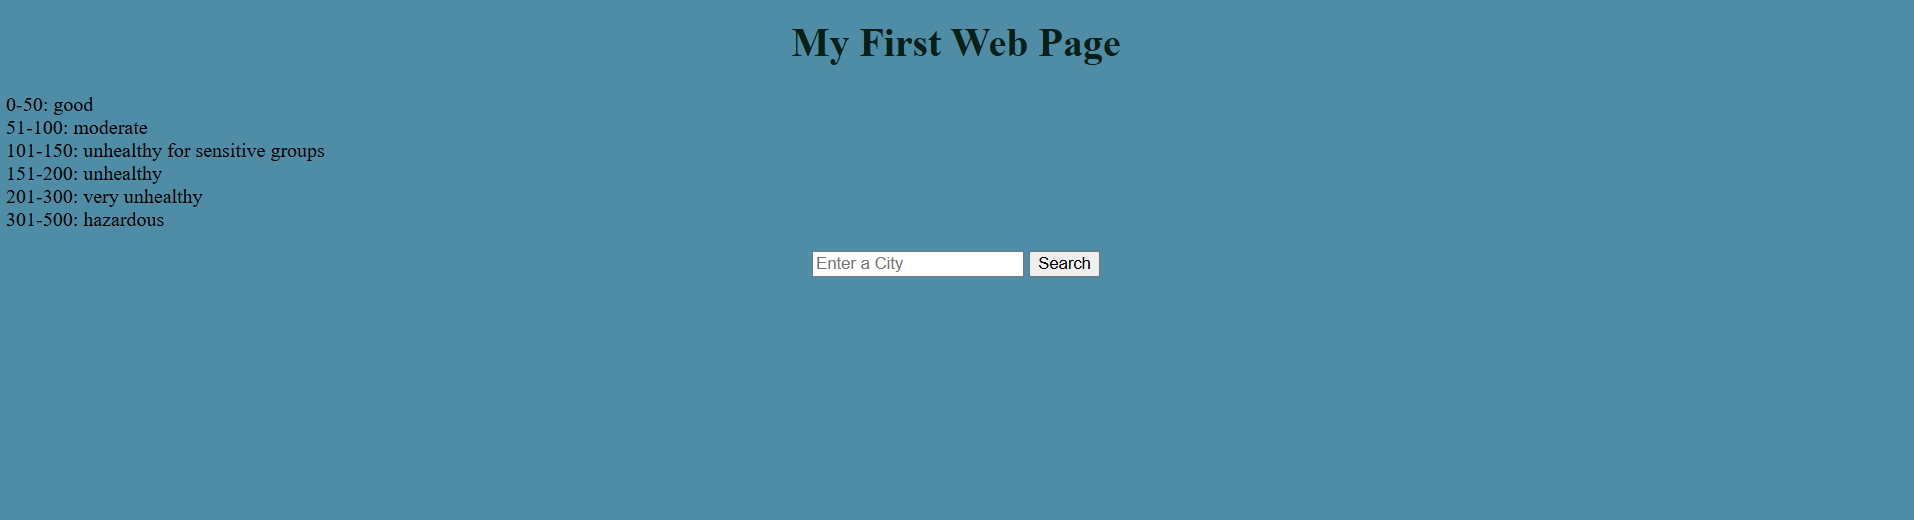 My First Web Page
0-50: good
51-100: moderate
101-150: unhealthy for sensitive groups
151-200: unhealthy
201-300: very unhealthy
301-500: hazardous
Enter a City Search